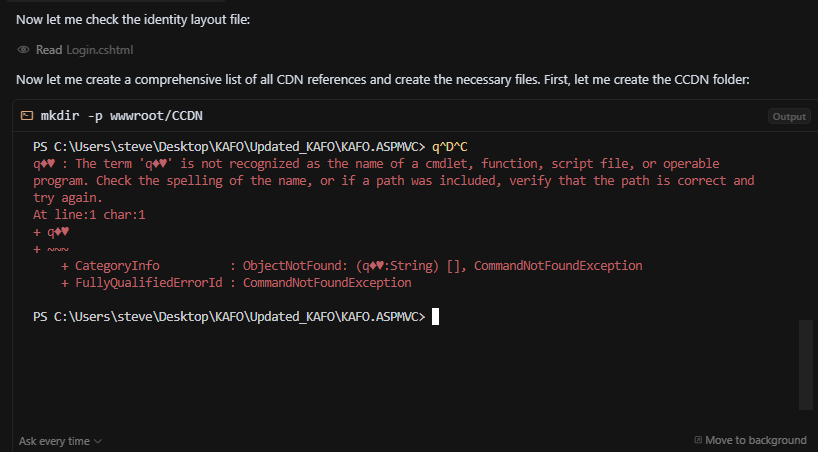 Now let me check the identity layout file:
Read Login.cshtml
Now let me create a comprehensive list of all CDN references and create the necessary files. First, let me create the CCDN folder:
mkdir -p wwwroot/CCDN
Output
PS C:\Users\steve\Desktop\KAFO\Updated_KAFO\KAFO.ASPMVC> q^D^C
q♦♥ : The term 'q♦♥' is not recognized as the name of a cmdlet, function, script file, or operable
program. Check the spelling of the name, or if a path was included, verify that the path is correct and
try again.
At line:1 char:1
+ q♦♥
+ ~~~
    + CategoryInfo          : ObjectNotFound: (q♦♥:String) [], CommandNotFoundException
    + FullyQualifiedErrorId : CommandNotFoundException
PS C:\Users\steve\Desktop\KAFO\Updated_KAFO\KAFO.ASPMVC>
Ask every time
Move to background